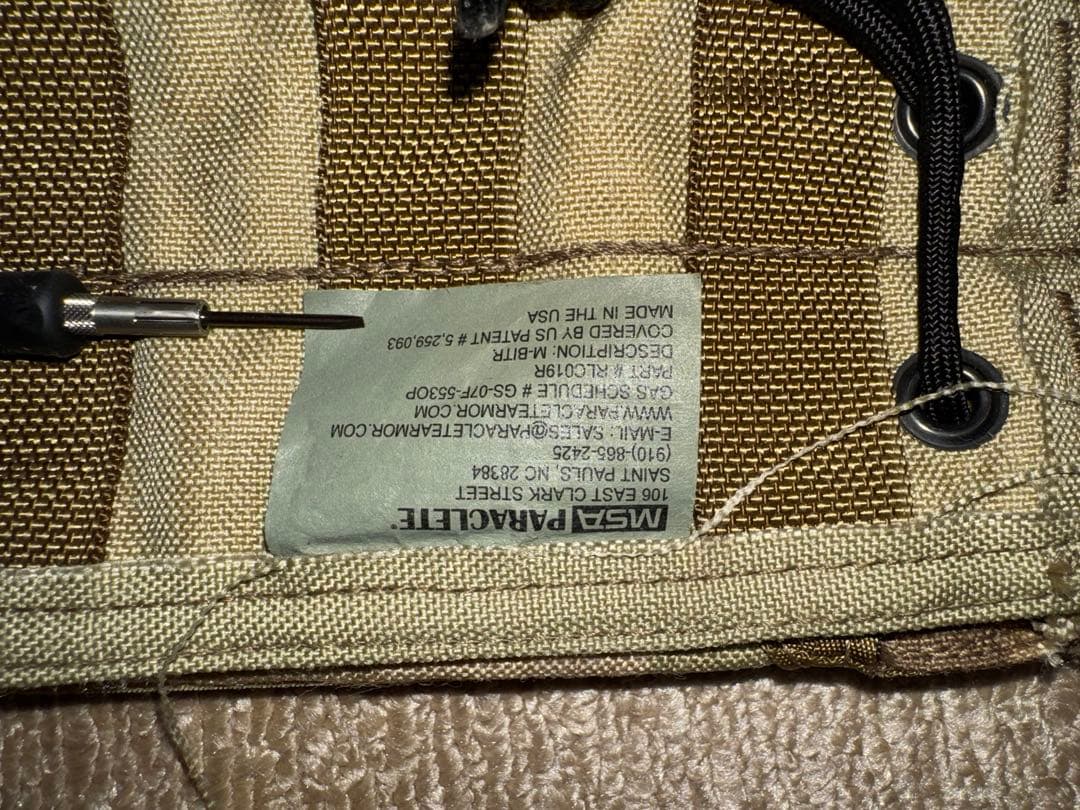 MSA PARACLETE®
106 EAST CLARK STREET
SAINT PAULS, NC 28384
(910)-865-2425
E-MAIL: SALES@PARACLETEARMOR.COM
WWW.PARACLETEARMOR.COM
GAS SCHEDULE # GS-07F-5530P
PART # RLC019R
DESCRIPTION: M-BITR
COVERED BY US PATENT # 5,259,093
MADE IN THE USA